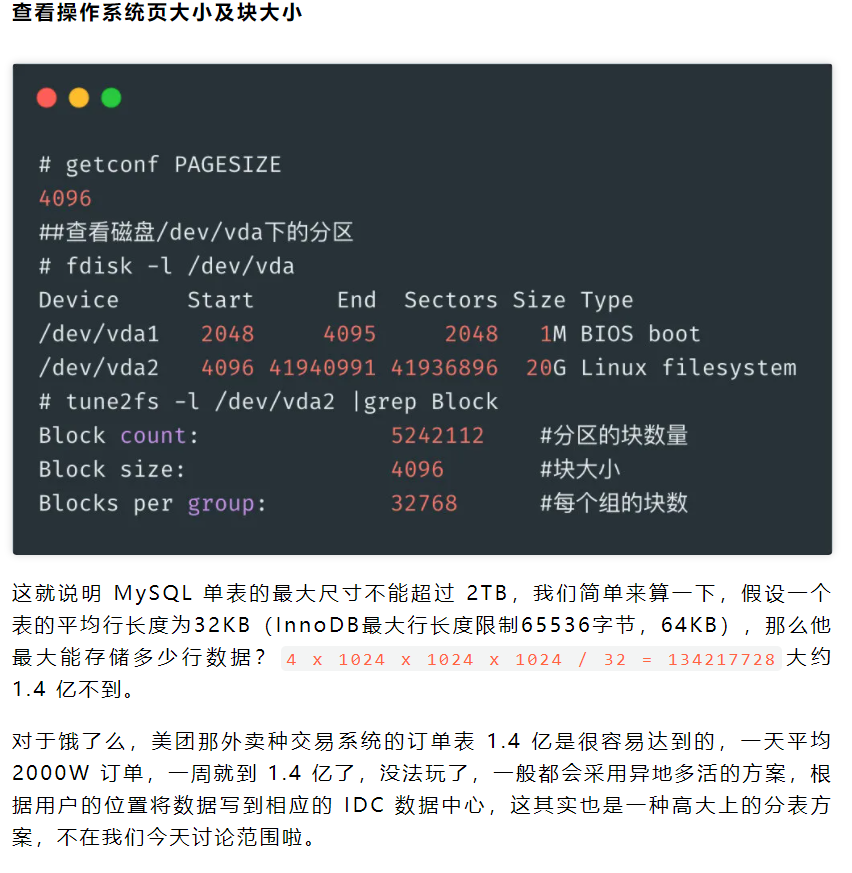 查看操作系统页大小及块大小
# getconf PAGESIZE
4096
##查看磁盘/dev/vda下的分区
# fdisk -l /dev/vda
Device     Start      End  Sectors Size Type
/dev/vda1   2048     4095     2048   1M BIOS boot
/dev/vda2   4096 41940991 41936896  20G Linux filesystem
# tune2fs -l /dev/vda2 |grep Block
Block count:              5242112    #分区的块数量
Block size:               4096       #块大小
Blocks per group:         32768      #每个组的块数
这就说明 MySQL 单表的最大尺寸不能超过 2TB，我们简单来算一下，假设一个
表的平均行长度为32KB（InnoDB最大行长度限制65536字节，64KB），那么他
最大能存储多少行数据？4 x 1024 x 1024 x 1024 / 32 = 134217728大约
1.4 亿不到。
对于饿了么，美团那外卖种交易系统的订单表 1.4 亿是很容易达到的，一天平均
2000W 订单，一周就到 1.4 亿了，没法玩了，一般都会采用异地多活的方案，根
据用户的位置将数据写到相应的 IDC 数据中心，这其实也是一种高大上的分表方
案，不在我们今天讨论范围啦。